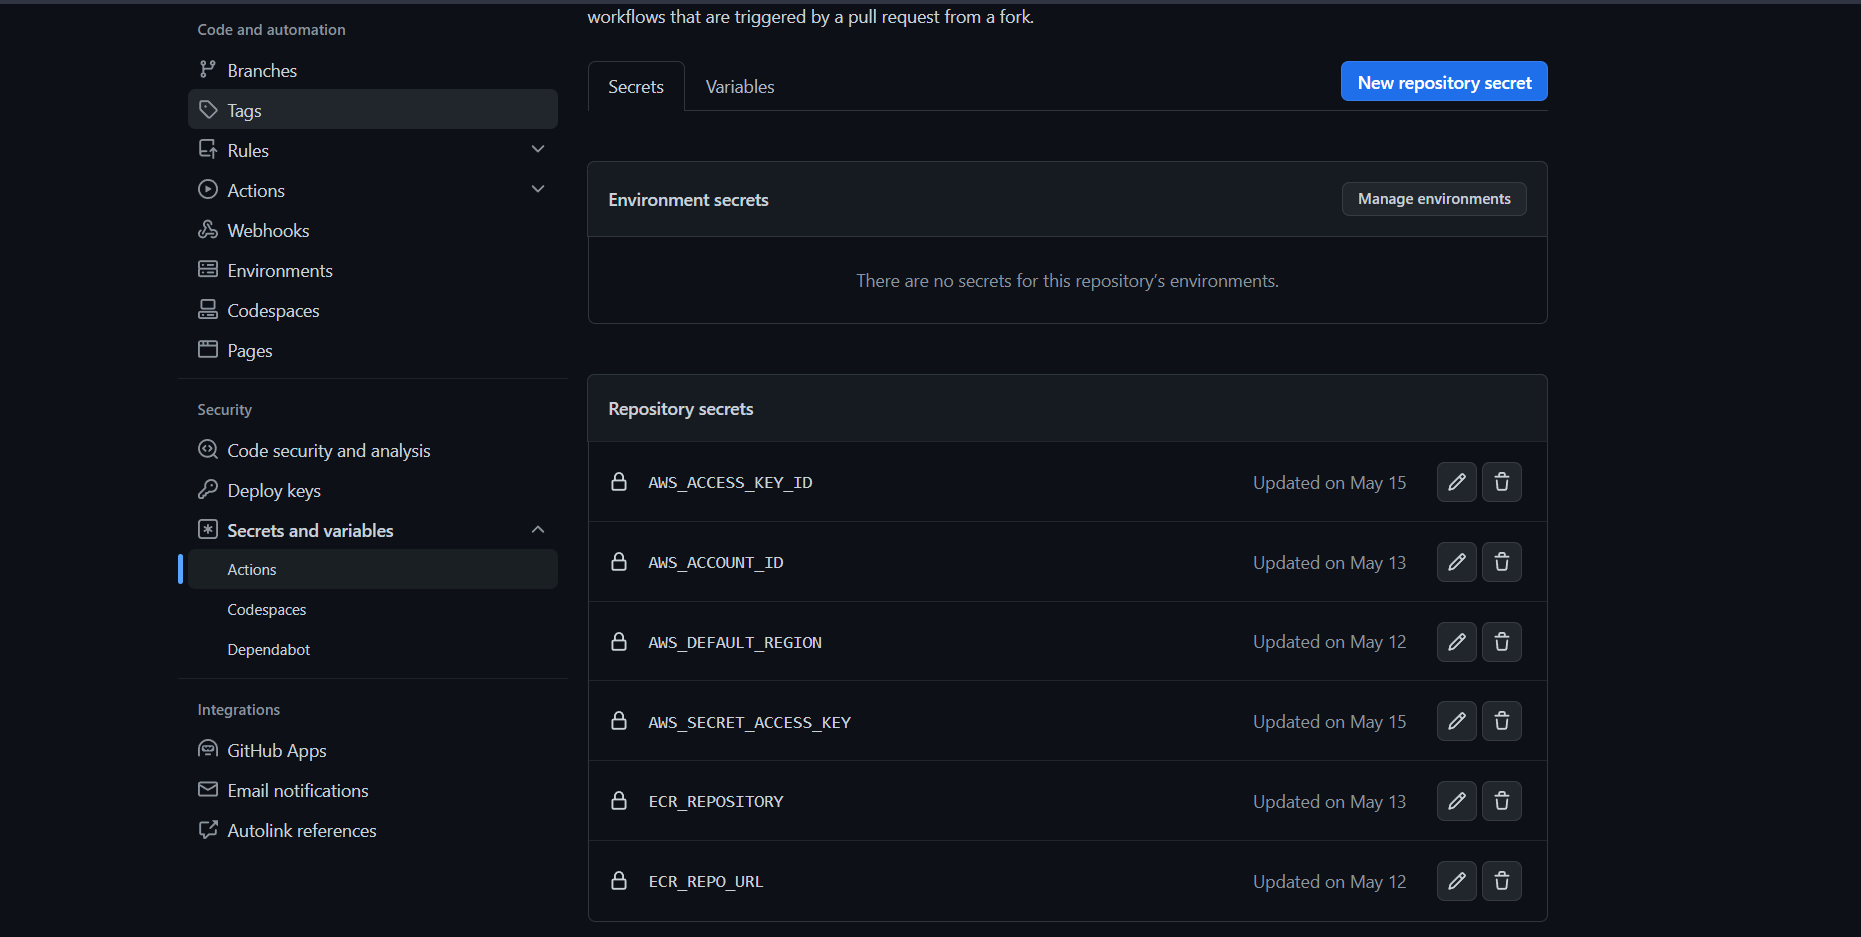 Code and automation
Branches
Tags
Rules
Actions
Webhooks
Environments
Codespaces
Pages
Security
Code security and analysis
Deploy keys
Secrets and variables
Actions
Codespaces
Dependabot
Integrations
GitHub Apps
Email notifications
Autolink references
workflows that are triggered by a pull request from a fork.
Secrets Variables New repository secret
Environment secrets Manage environments
There are no secrets for this repository’s environments.
Repository secrets
AWS_ACCESS_KEY_ID Updated on May 15
AWS_ACCOUNT_ID Updated on May 13
AWS_DEFAULT_REGION Updated on May 12
AWS_SECRET_ACCESS_KEY Updated on May 15
ECR_REPOSITORY Updated on May 13
ECR_REPO_URL Updated on May 12